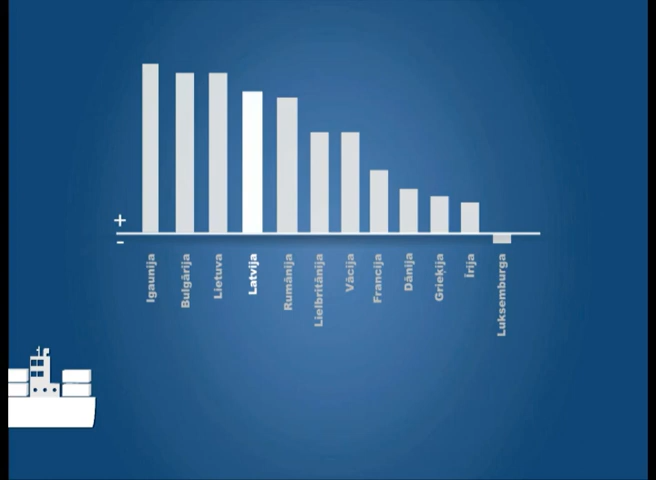 +
-
Igaunija
Bulgārija
Lietuva
Latvija
Rumānija
Lielbritānija
Vācija
Francija
Dānija
Grieķija
Īrija
Luksemburga